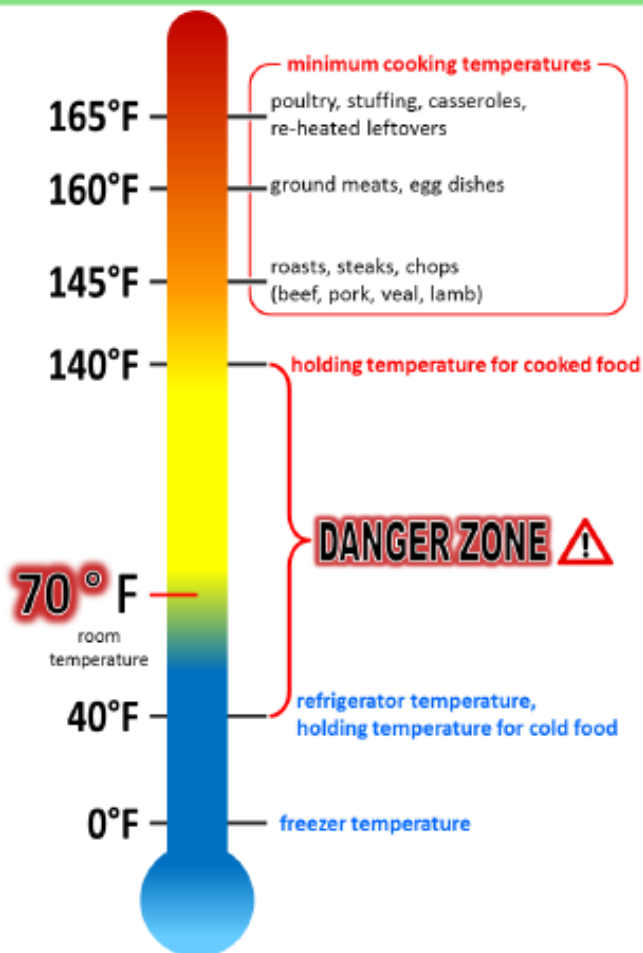 minimum cooking temperatures
165°F
poultry, stuffing, casseroles,
re-heated leftovers
160°F
ground meats, egg dishes
145°F
roasts, steaks, chops
(beef, pork, veal, lamb)
140°F
holding temperature for cooked food
DANGER ZONE
!
70 ° F
room
temperature
40°F
refrigerator temperature,
holding temperature for cold food
0°F
freezer temperature